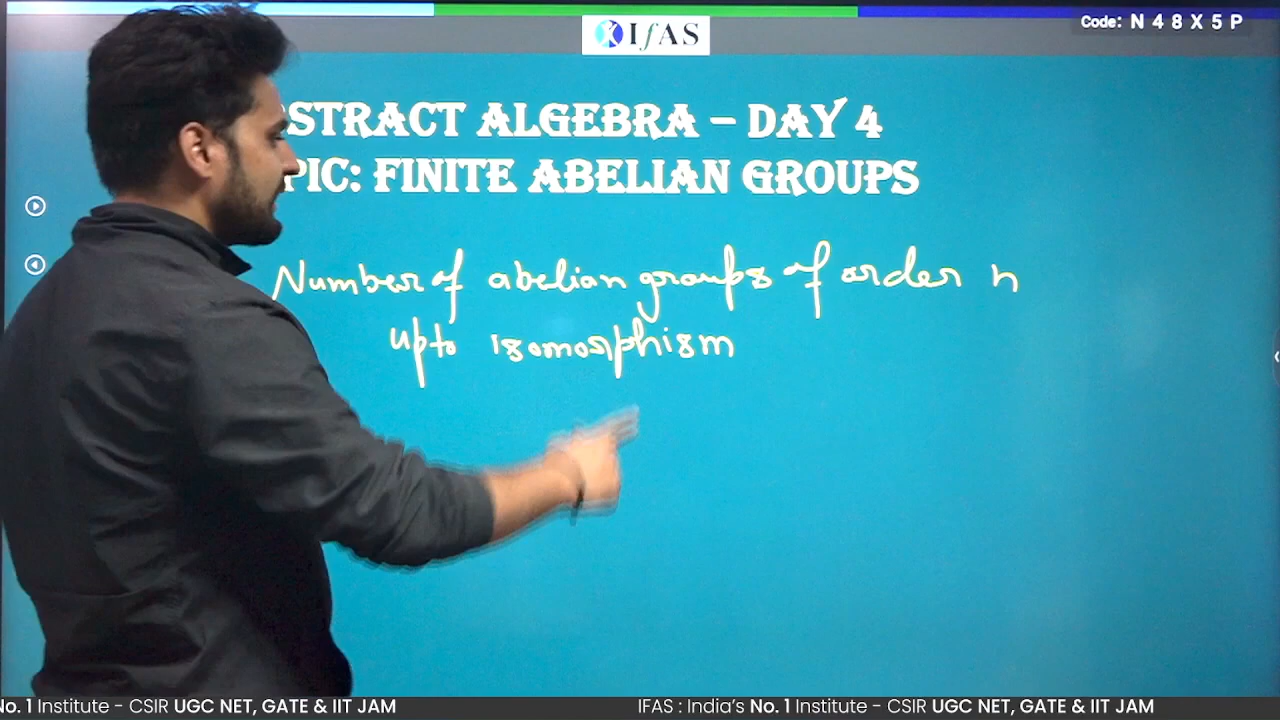 IfAS
Code: N 4 8 X 5 P
STRACT ALGEBRA – DAY 4
PIC: FINITE ABELIAN GROUPS
Number of abelian groups of order n
upto isomorphism
No. 1 Institute - CSIR UGC NET, GATE & IIT JAM
IFAS : India's No. 1 Institute - CSIR UGC NET, GATE & IIT JAM